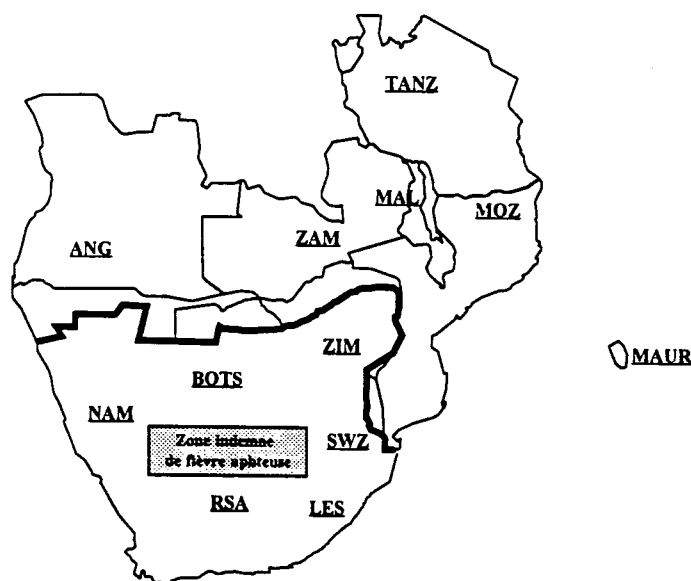 TANZ
MAL
MOZ
ZAM
ANG
ZIM
MAUR
BOTS
NAM
SWZ
Zone indemne
de fièvre aphteuse
RSA
LES